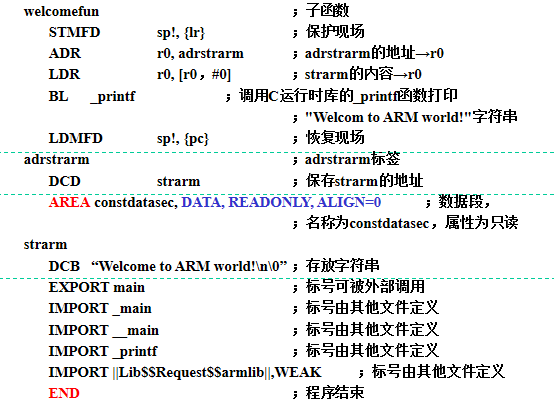 welcomefun ；子函数
STMFD sp!, {lr} ；保护现场
ADR r0, adrstrarm ；adrstrarm的地址→r0
LDR r0, [r0，#0] ；strarm的内容→r0
BL _printf ；调用C运行时库的_printf函数打印
；"Welcom to ARM world!"字符串
LDMFD sp!, {pc} ；恢复现场
adrstrarm ；adrstrarm标签
DCD strarm ；保存strarm的地址
AREA constdatasec, DATA, READONLY, ALIGN=0 ；数据段，
；名称为constdatasec，属性为只读
strarm
DCB “Welcome to ARM world!\n\0” ；存放字符串
EXPORT main ；标号可被外部调用
IMPORT _main ；标号由其他文件定义
IMPORT __main ；标号由其他文件定义
IMPORT _printf ；标号由其他文件定义
IMPORT ||Lib$$Request$$armlib||,WEAK ；标号由其他文件定义
END ；程序结束